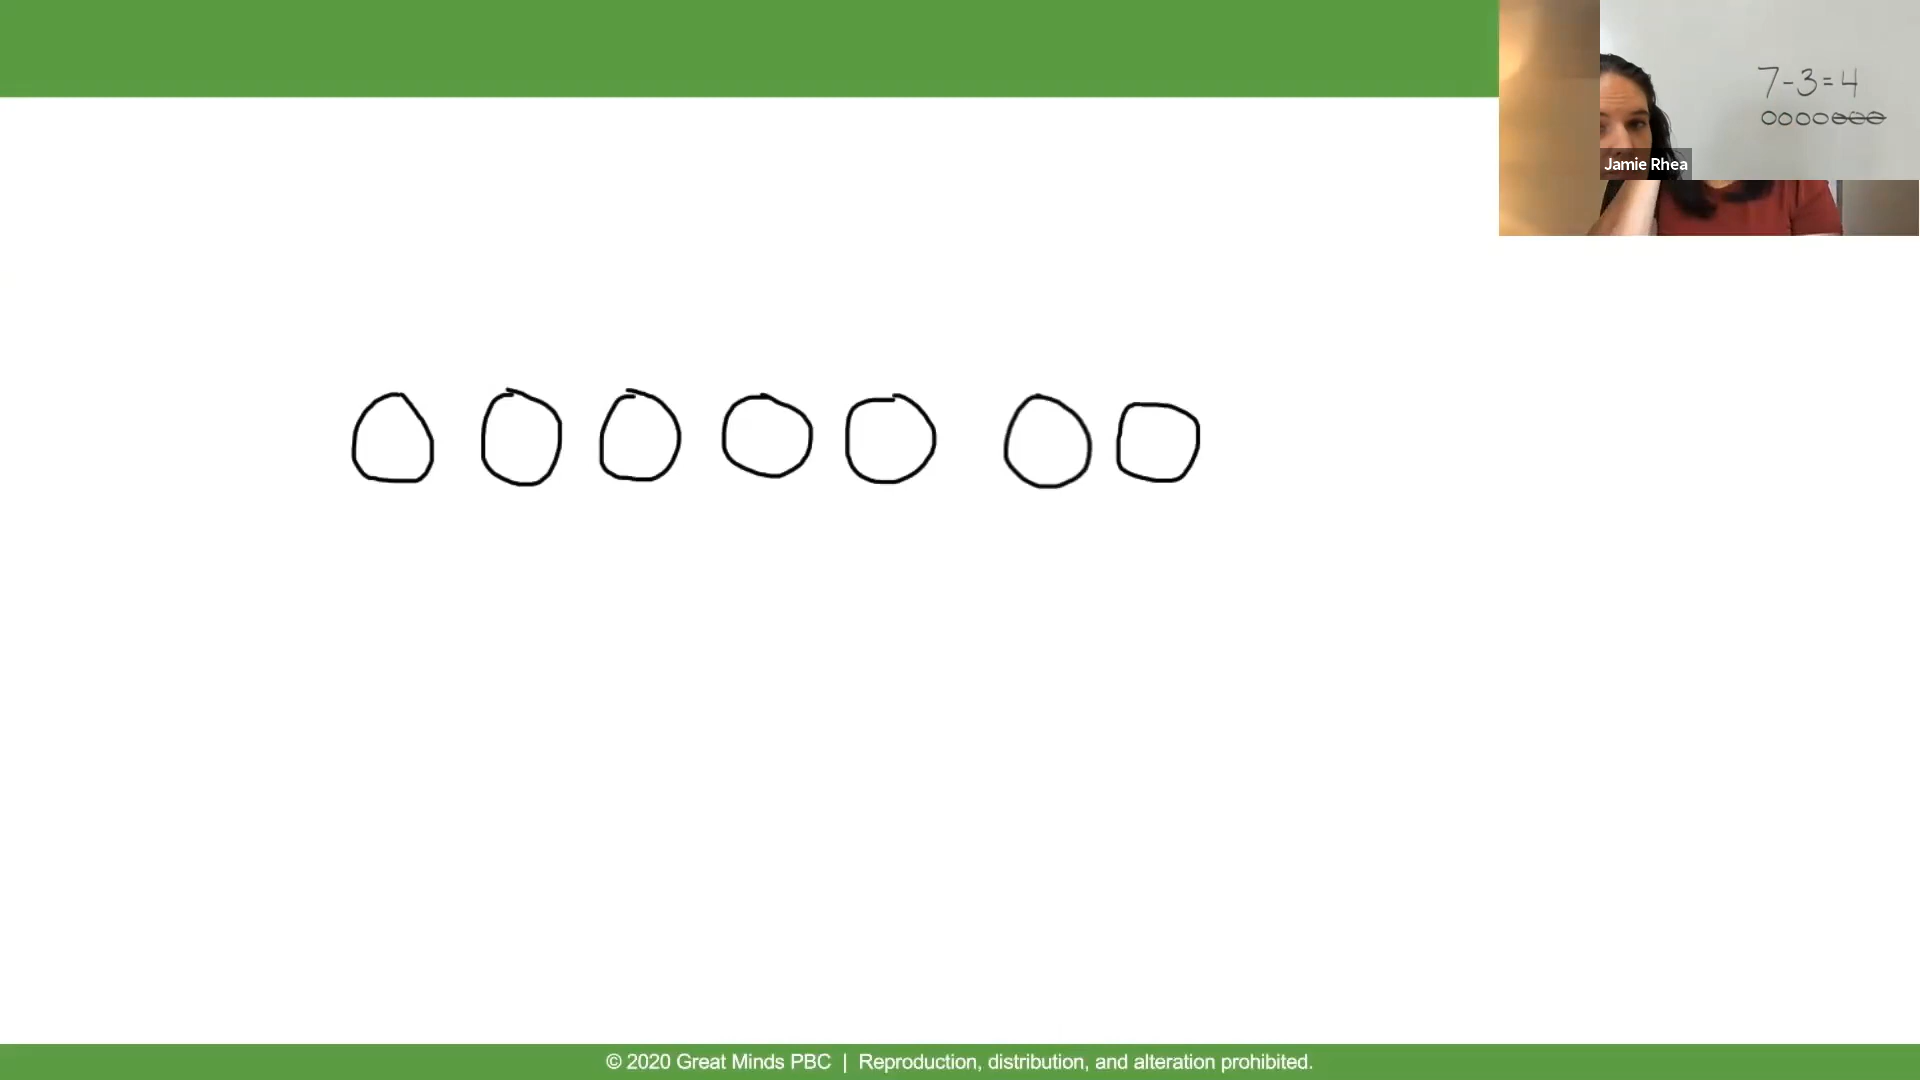 7-3=4
Jamie Rhea
© 2020 Great Minds PBC | Reproduction, distribution, and alteration prohibited.